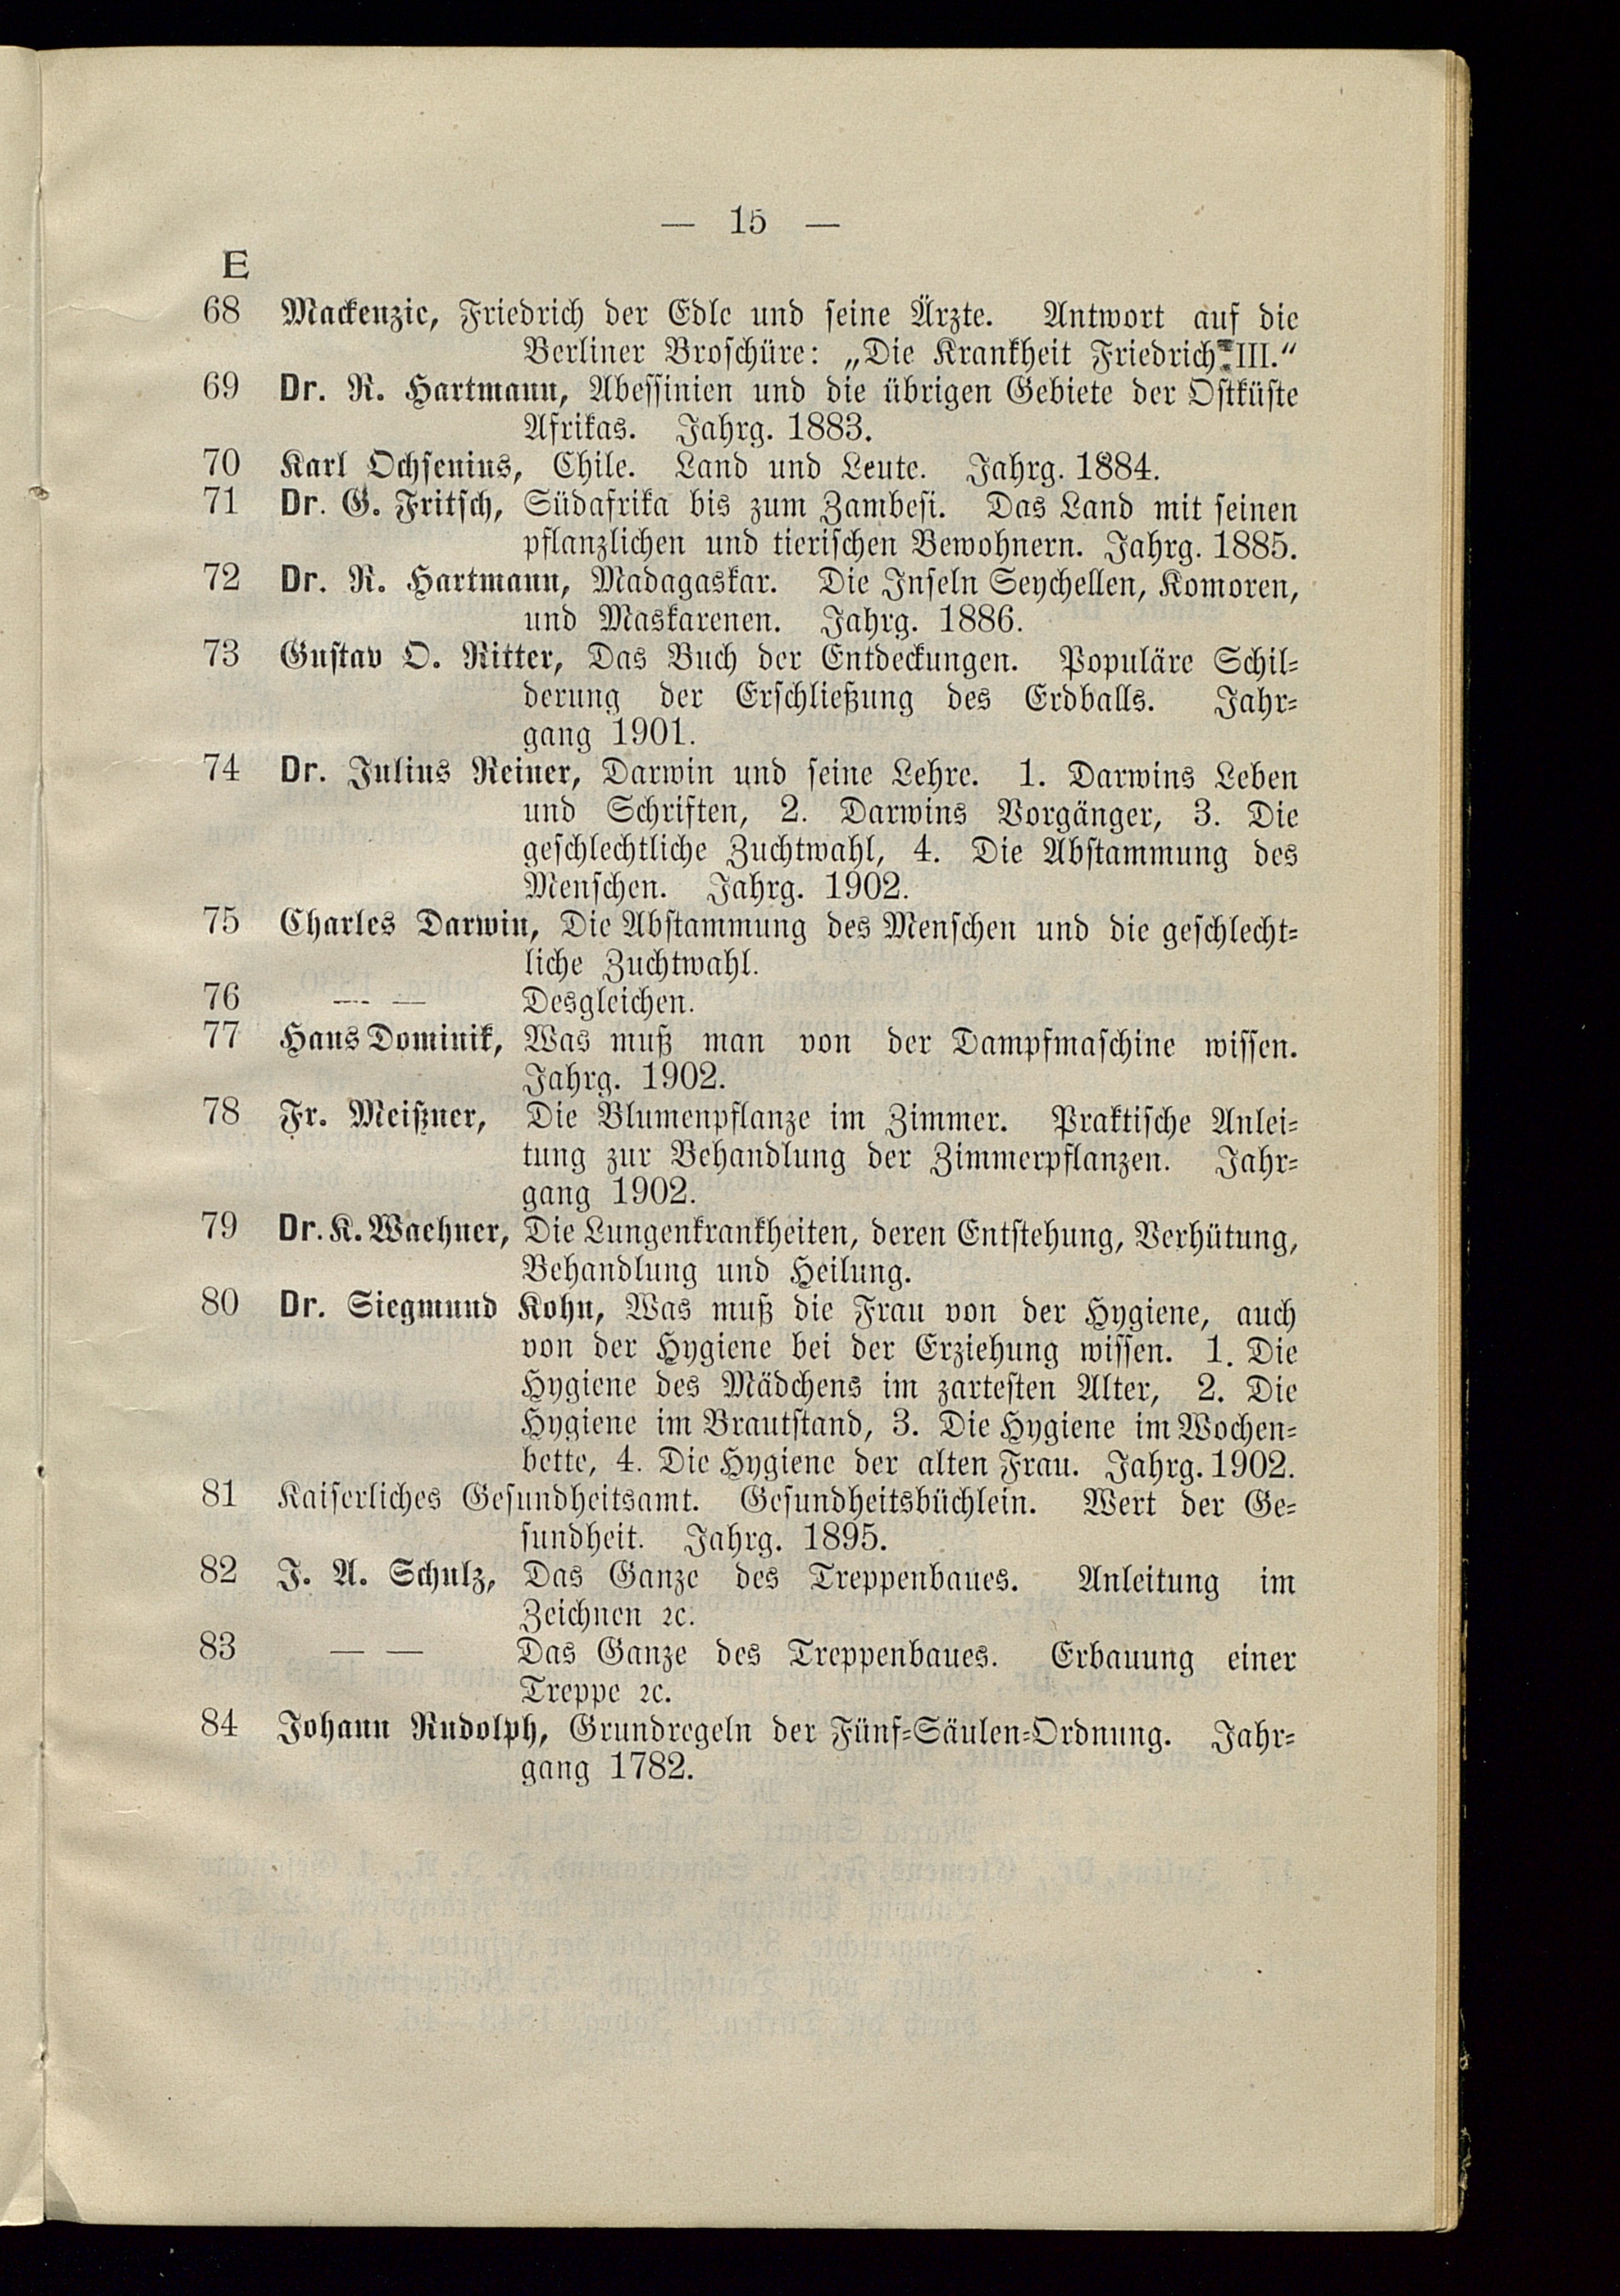 — 15 —
E
68 Mackenzie, Friedrich der Edle und seine Ärzte. Antwort auf die
Berliner Broschüre: „Die Krankheit Friedrich III.“
69 Dr. R. Hartmann, Abessinien und die übrigen Gebiete der Ostküste
Afrikas. Jahrg. 1883.
70 Karl Ochsenius, Chile. Land und Leute. Jahrg. 1884.
71 Dr. G. Fritsch, Südafrika bis zum Zambesi. Das Land mit seinen
pflanzlichen und tierischen Bewohnern. Jahrg. 1885.
72 Dr. R. Hartmann, Madagaskar. Die Inseln Seychellen, Komoren,
und Maskarenen. Jahrg. 1886.
73 Gustav O. Ritter, Das Buch der Entdeckungen. Populäre Schil-
derung der Erschließung des Erdballs. Jahr-
gang 1901.
74 Dr. Julius Reiner, Darwin und seine Lehre. 1. Darwins Leben
und Schriften, 2. Darwins Vorgänger, 3. Die
geschlechtliche Zuchtwahl, 4. Die Abstammung des
Menschen. Jahrg. 1902.
75 Charles Darwin, Die Abstammung des Menschen und die geschlecht-
liche Zuchtwahl.
76 — — Desgleichen.
77 Hans Dominik, Was muß man von der Dampfmaschine wissen.
Jahrg. 1902.
78 Fr. Meißner, Die Blumenpflanze im Zimmer. Praktische Anlei-
tung zur Behandlung der Zimmerpflanzen. Jahr-
gang 1902.
79 Dr. K. Waehner, Die Lungenkrankheiten, deren Entstehung, Verhütung,
Behandlung und Heilung.
80 Dr. Siegmund Kohn, Was muß die Frau von der Hygiene, auch
von der Hygiene bei der Erziehung wissen. 1. Die
Hygiene des Mädchens im zartesten Alter, 2. Die
Hygiene im Brautstand, 3. Die Hygiene im Wochen-
bette, 4. Die Hygiene der alten Frau. Jahrg. 1902.
81 Kaiserliches Gesundheitsamt. Gesundheitsbüchlein. Wert der Ge-
sundheit. Jahrg. 1895.
82 J. A. Schulz, Das Ganze des Treppenbaues. Anleitung im
Zeichnen ꝛc.
83 — — Das Ganze des Treppenbaues. Erbauung einer
Treppe ꝛc.
84 Johann Rudolph, Grundregeln der Fünf-Säulen-Ordnung. Jahr-
gang 1782.